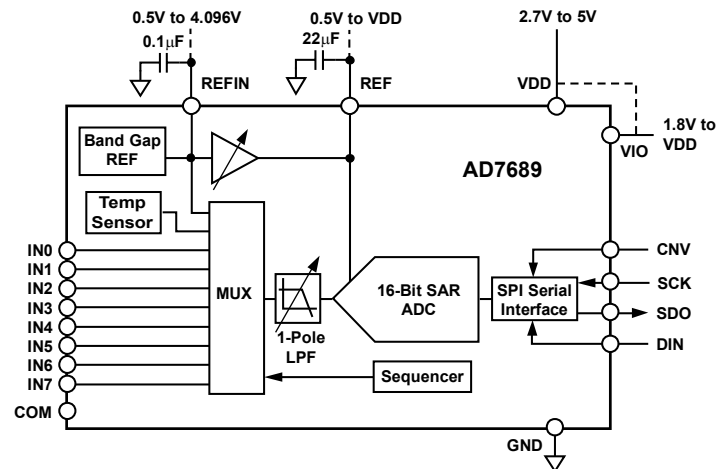 0.5V to 4.096V
0.5V to VDD
2.7V to 5V
0.1μF
22μF
REFIN
REF
VDD
1.8V to
VDD
VIO
Band Gap
REF
AD7689
Temp
Sensor
IN0
IN1
IN2
IN3
IN4
IN5
IN6
IN7
COM
MUX
1-Pole
LPF
16-Bit SAR
ADC
SPI Serial
Interface
CNV
SCK
SDO
DIN
Sequencer
GND